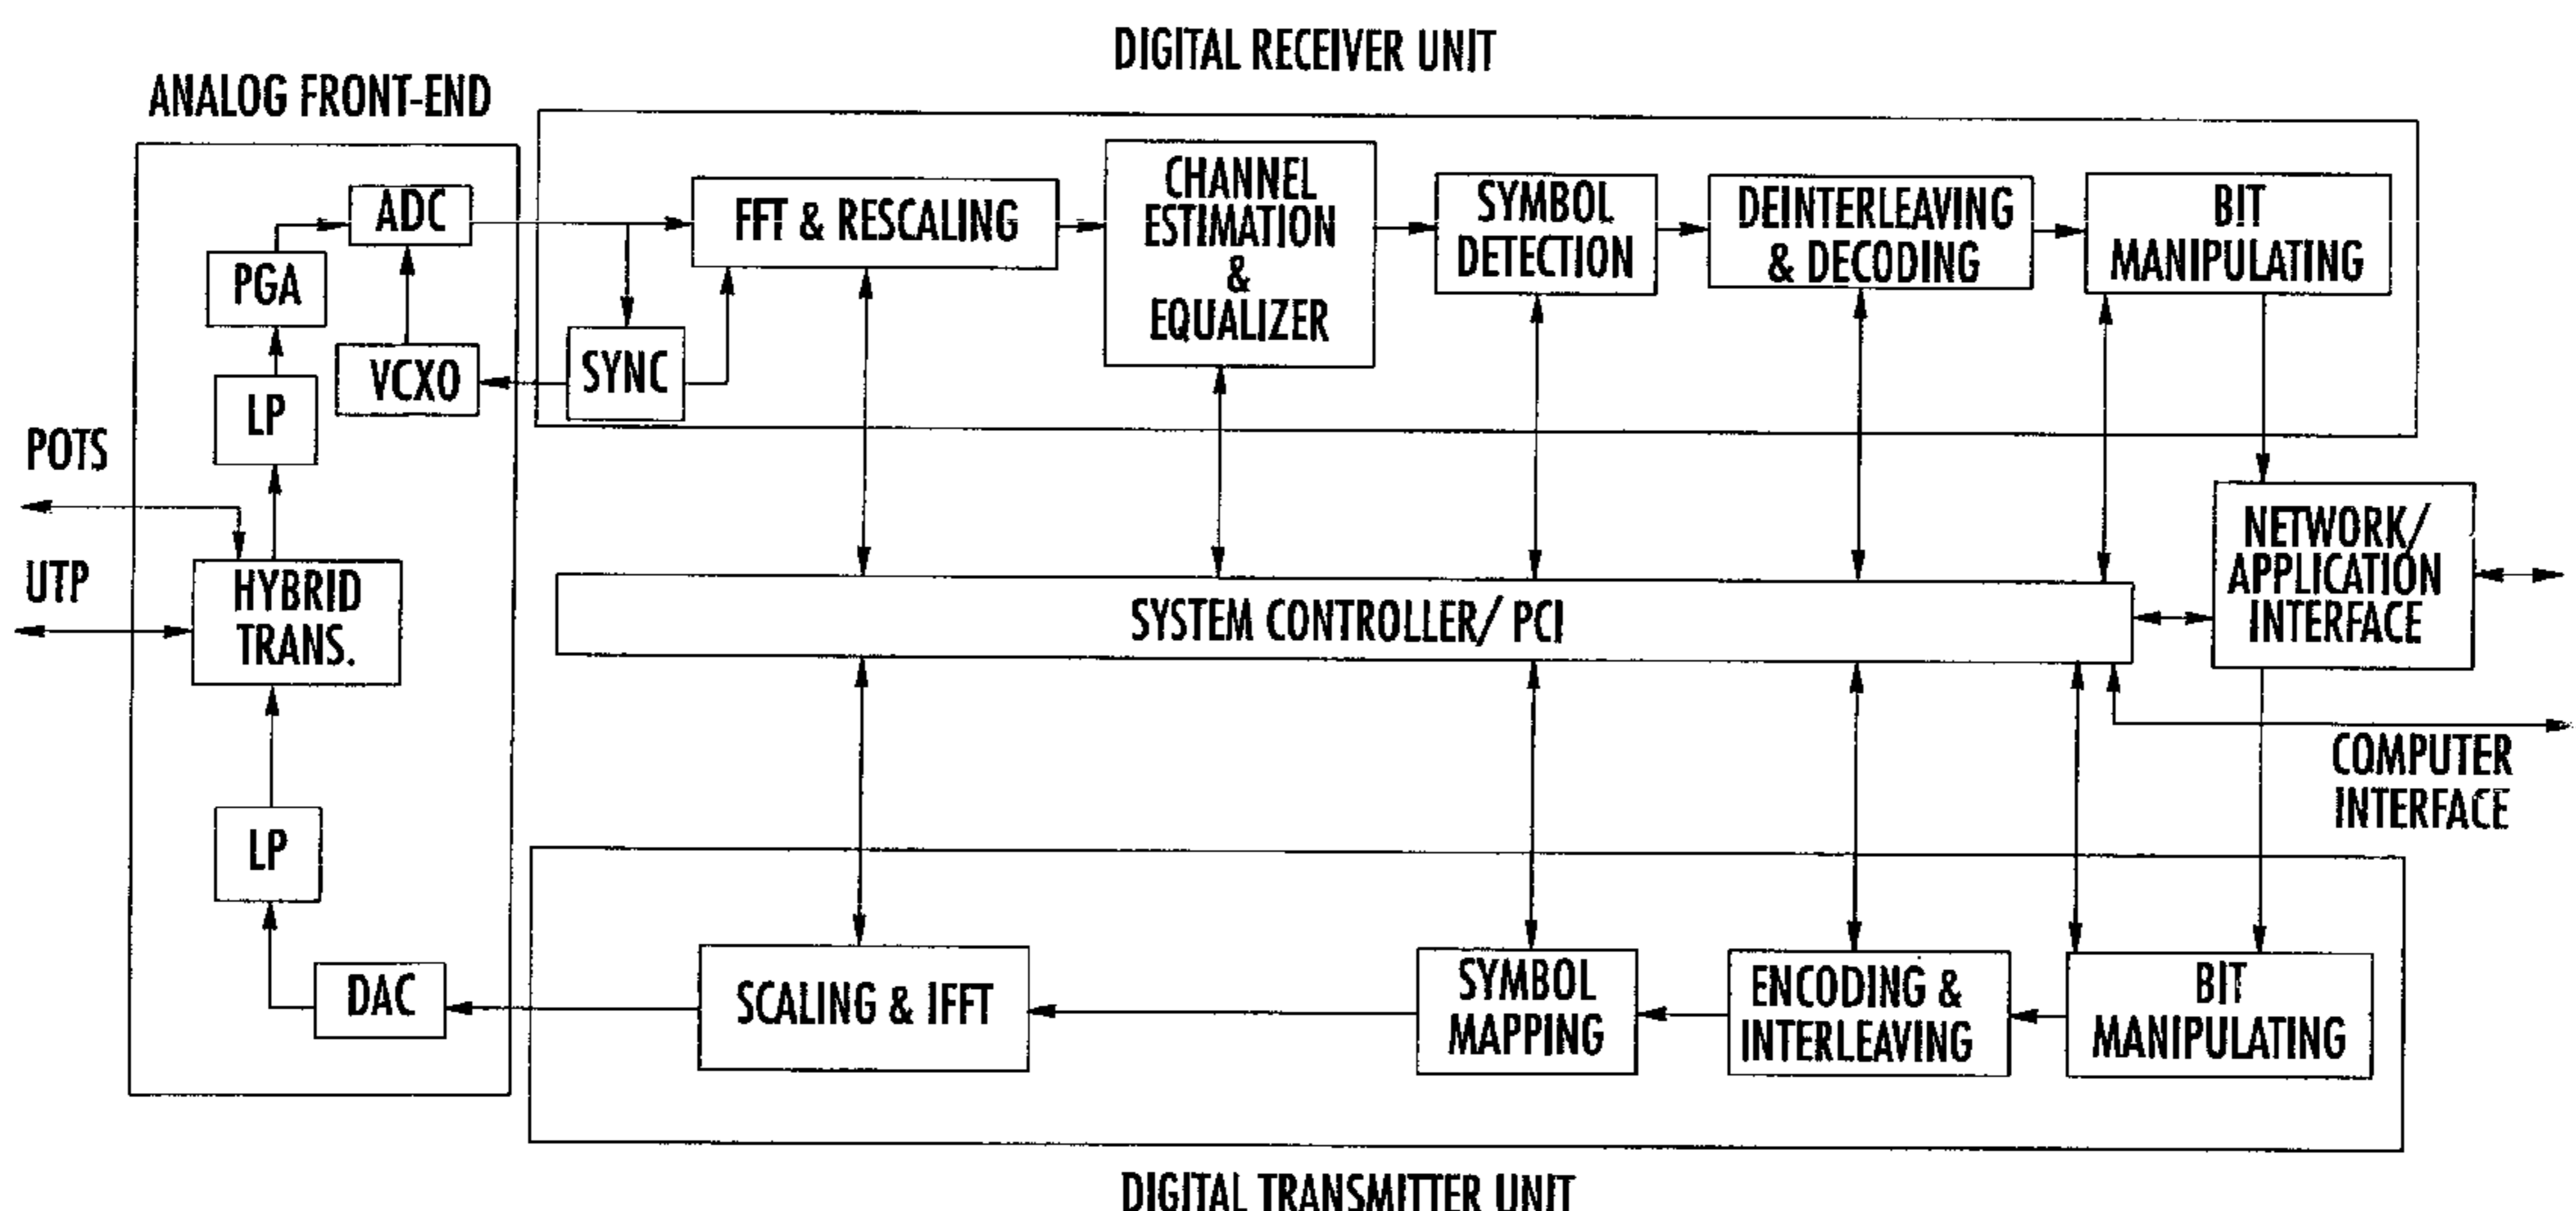 DIGITAL RECEIVER UNIT
ANALOG FRONT-END
ADC
PGA
VCXO
LP
POTS
UTP
HYBRID
TRANS.
LP
DAC
FFT & RESCALING
SYNC
CHANNEL
ESTIMATION
&
EQUALIZER
SYMBOL
DETECTION
DEINTERLEAVING
& DECODING
BIT
MANIPULATING
SYSTEM CONTROLLER/ PCI
NETWORK/
APPLICATION
INTERFACE
COMPUTER
INTERFACE
SCALING & IFFT
SYMBOL
MAPPING
ENCODING &
INTERLEAVING
BIT
MANIPULATING
DIGITAL TRANSMITTER UNIT